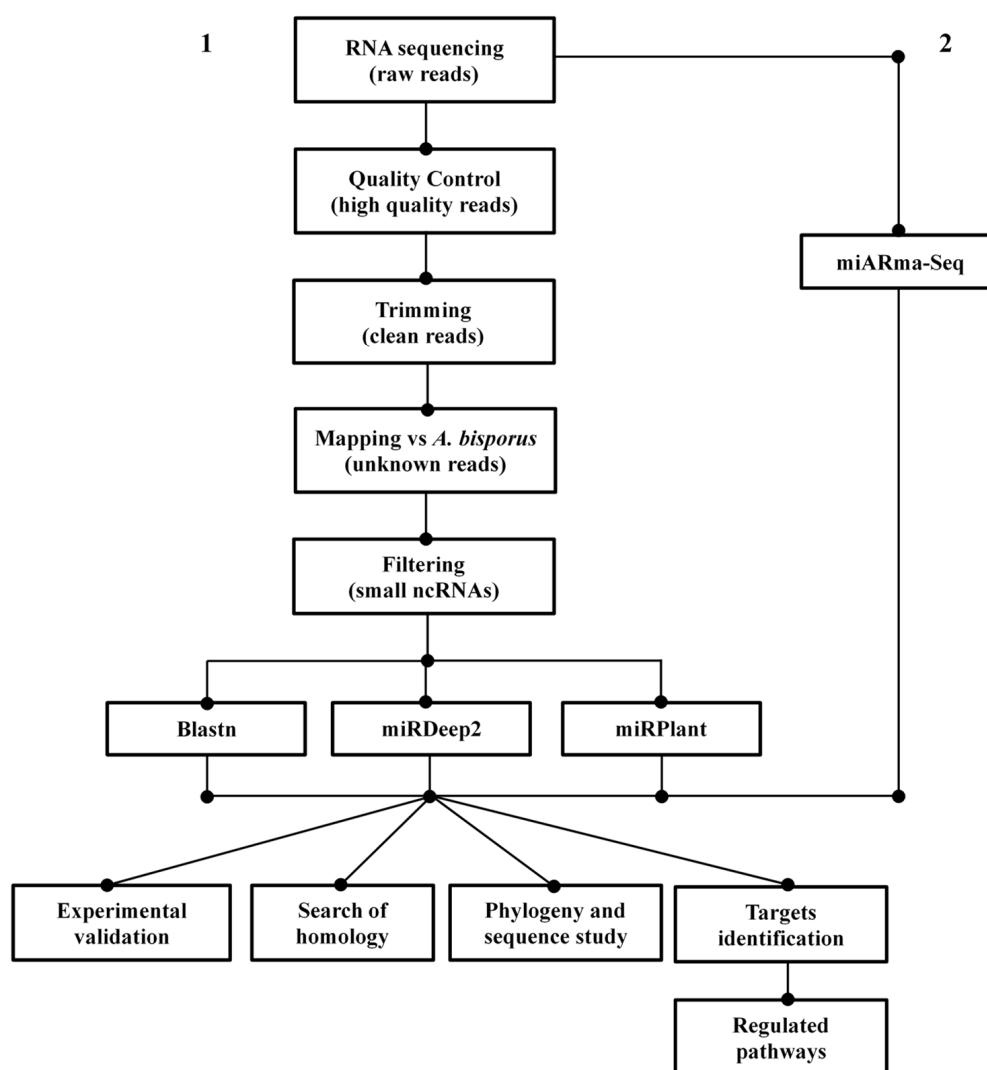 1
2
RNA sequencing
(raw reads)
Quality Control
(high quality reads)
miARma-Seq
Trimming
(clean reads)
Mapping vs A. bisporus
(unknown reads)
Filtering
(small ncRNAs)
Blastn
miRDeep2
miRPlant
Experimental
validation
Search of
homology
Phylogeny and
sequence study
Targets
identification
Regulated
pathways